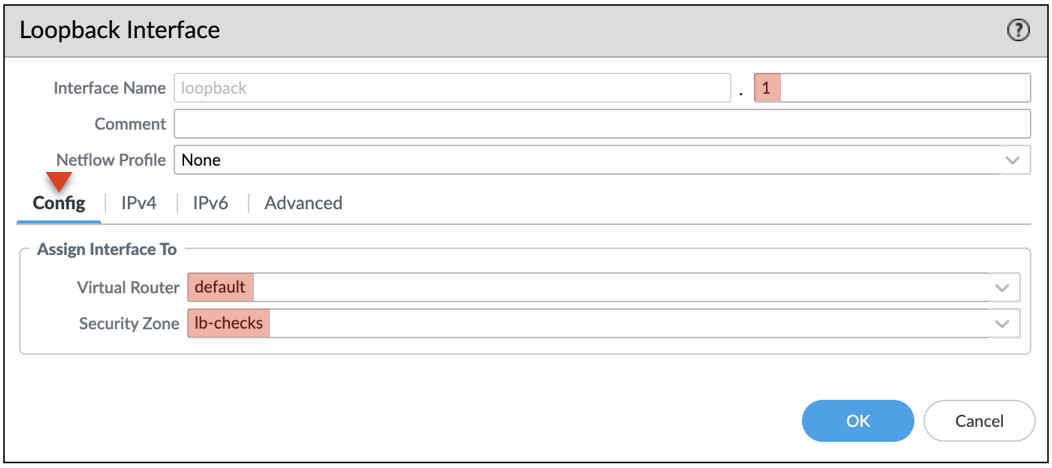 Loopback Interface ?
Interface Name loopback . 1
Comment
Netflow Profile None
Config IPv4 IPv6 Advanced
Assign Interface To
Virtual Router default
Security Zone lb-checks
OK Cancel